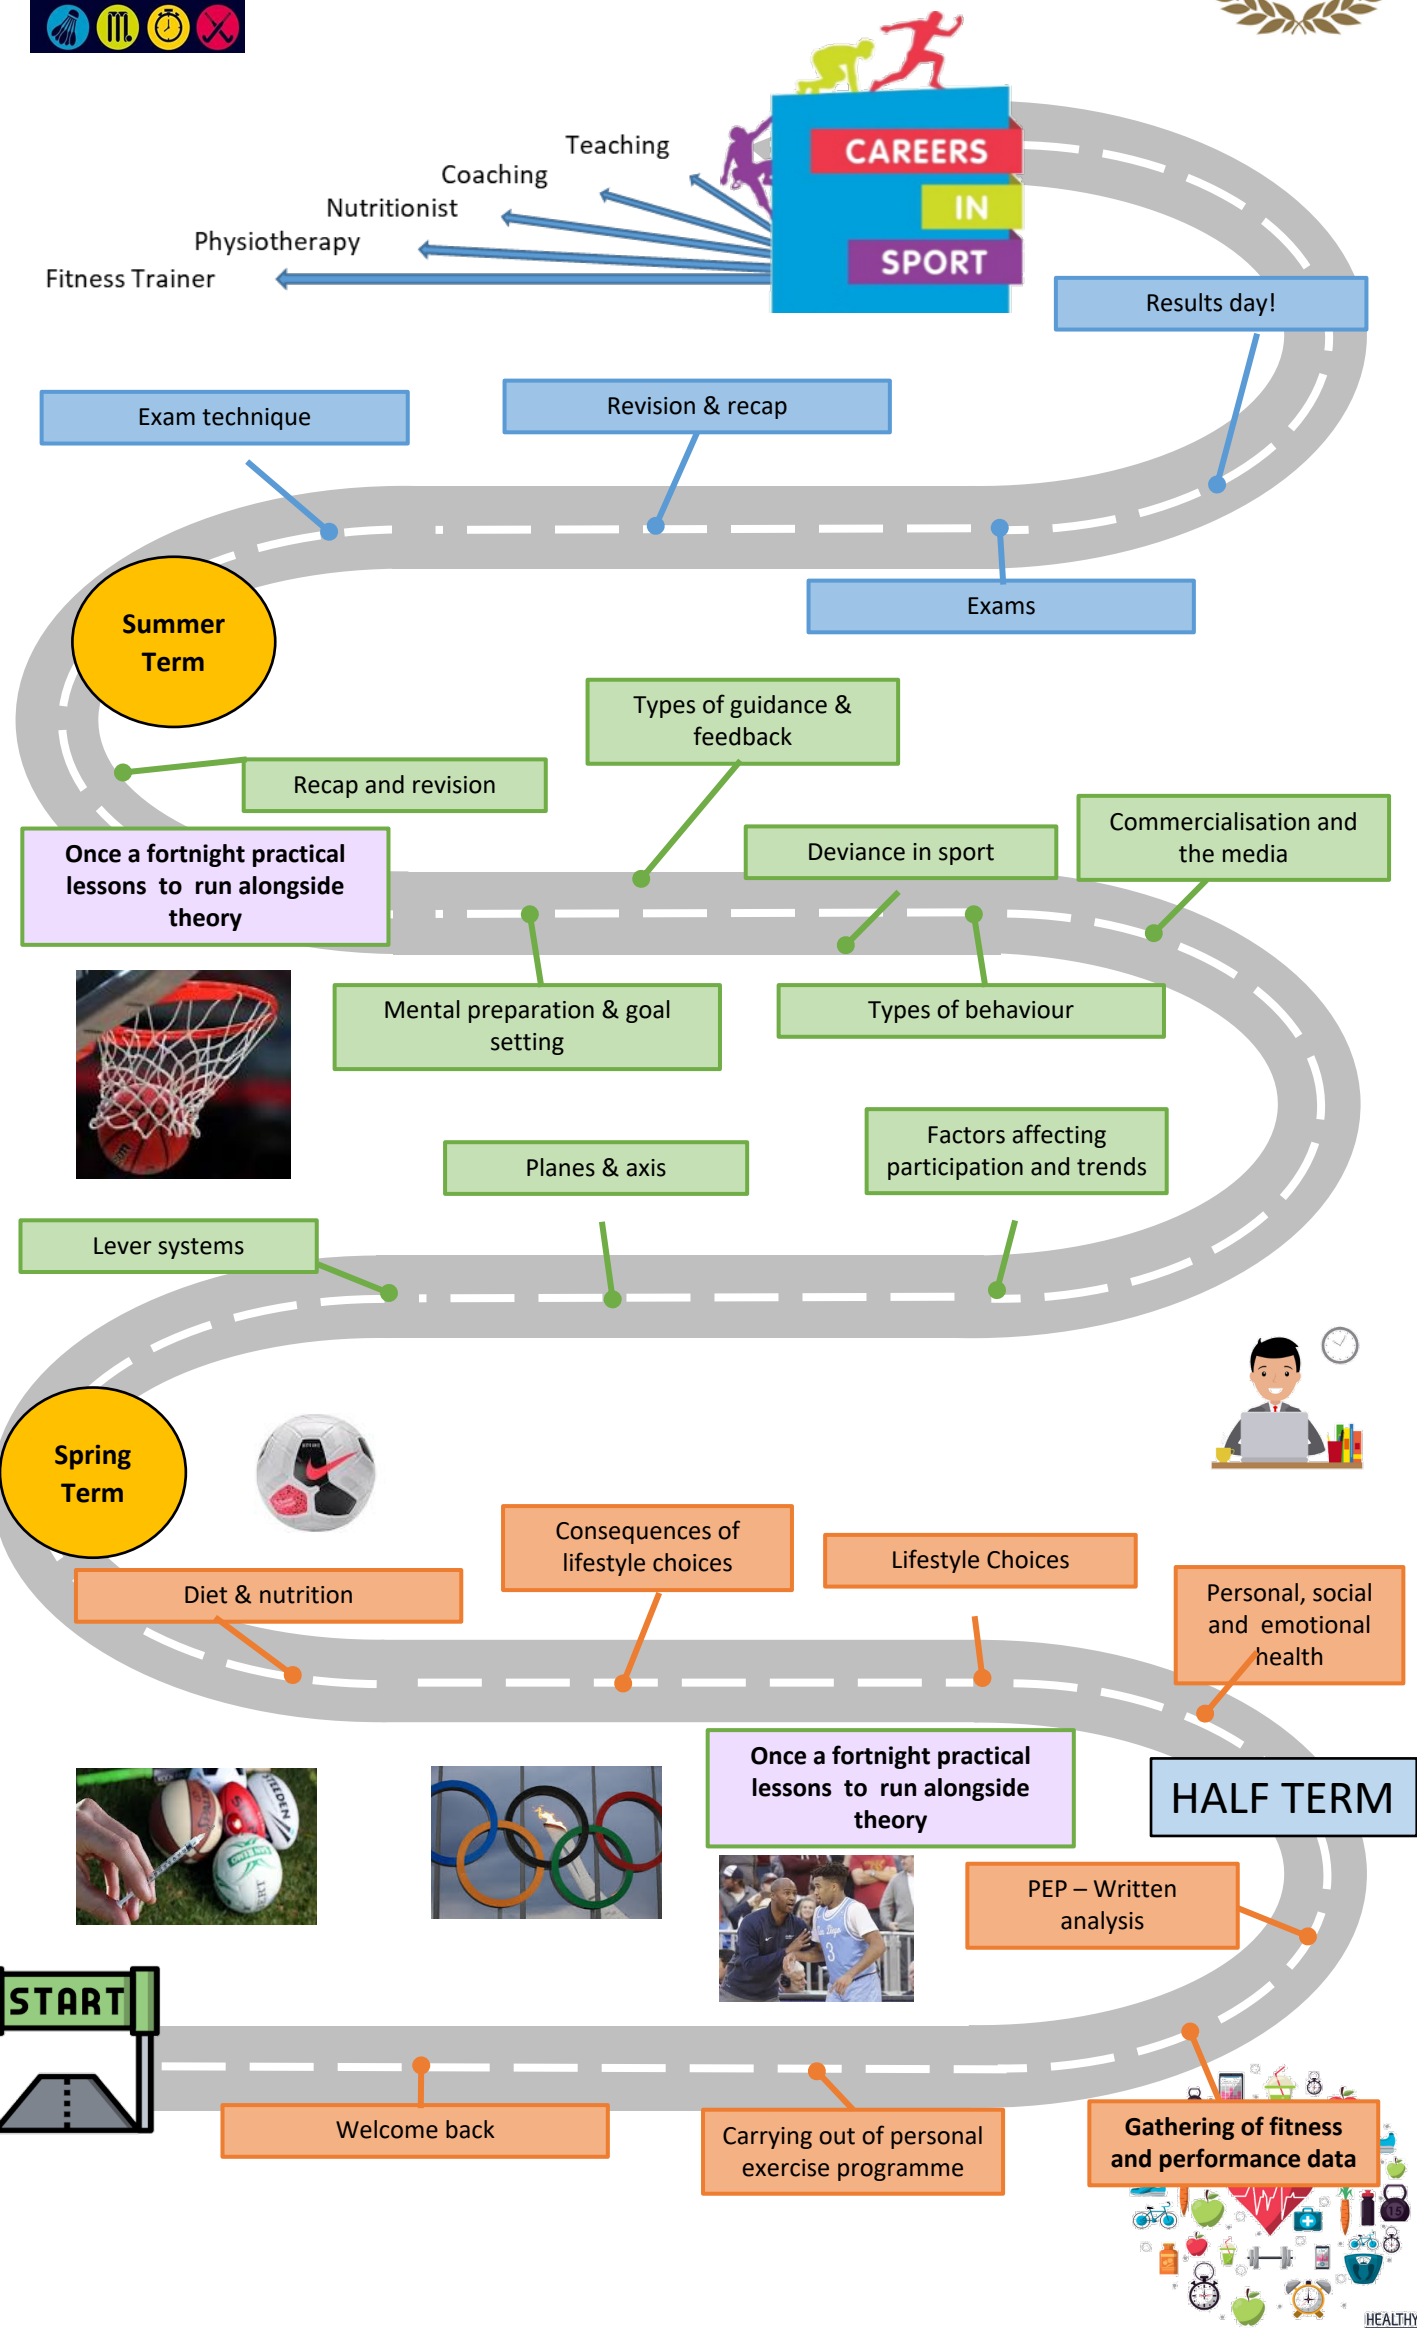 Teaching
Coaching
Nutritionist
Physiotherapy
Fitness Trainer
CAREERS
IN
SPORT
Results day!
Revision & recap
Exam technique
Exams
Summer
Term
Types of guidance &
feedback
Recap and revision
Commercialisation and
the media
Deviance in sport
Once a fortnight practical
lessons to run alongside
theory
Mental preparation & goal
setting
Types of behaviour
Factors affecting
participation and trends
Planes & axis
Lever systems
Spring
Term
Consequences of
lifestyle choices
Lifestyle Choices
Diet & nutrition
Personal, social
and emotional
health
Once a fortnight practical
lessons to run alongside
theory
HALF TERM
STEEDEN
PEP – Written
analysis
3
START
Welcome back
Carrying out of personal
exercise programme
Gathering of fitness
and performance data
15
HEALTHY